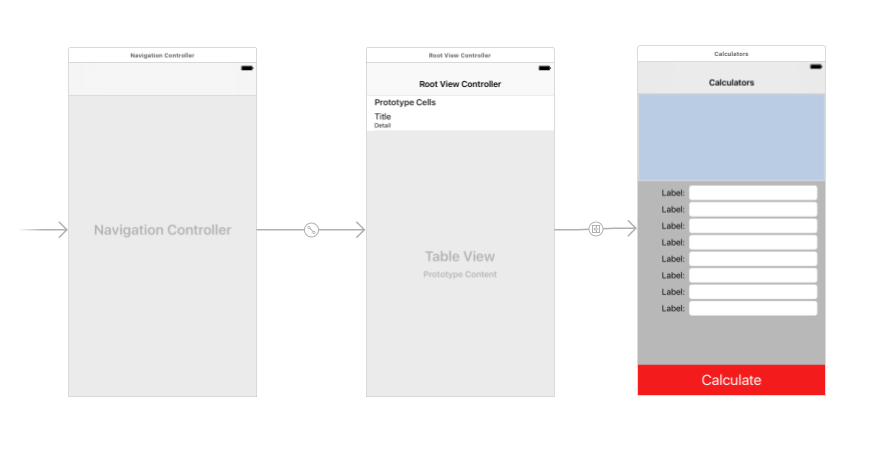 Navigation Controller
Navigation Controller
Root View Controller
Root View Controller
Prototype Cells
Title
Detail
Table View
Prototype Content
Calculators
Calculators
Label:
Label:
Label:
Label:
Label:
Label:
Label:
Label:
Calculate